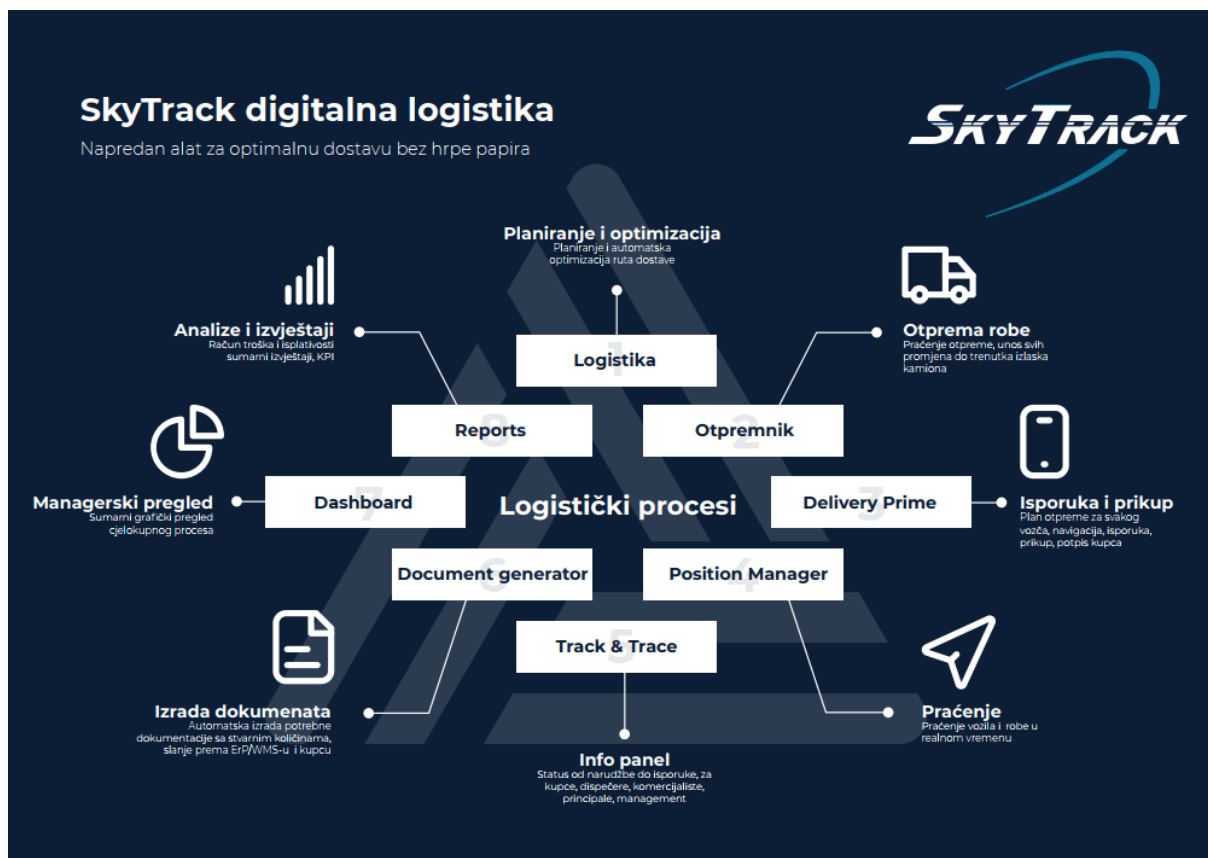 SkyTrack digitalna logistika
Napredan alat za optimalnu dostavu bez hrpe papira
SKYTRACK
Planiranje i optimizacija
Planiranje i automatska
optimizacija ruta dostave
1
Logistika
Otprema robe
Praćenje otpreme, unos svih
promjena do trenutka izlaska
kamiona
2
Otpremnik
Isporuka i prikup
Plan otpreme za svakog
vozča, navigacija, isporuka,
prikup, potpis kupca
3
Delivery Prime
Praćenje
Praćenje vozila i robe u
realnom vremenu
4
Position Manager
Info panel
Status od narudžbe do isporuke, za
kupce, dispečere, komercijaliste,
principale, management
5
Track & Trace
Izrada dokumenata
Automatska izrada potrebne
dokumentacije sa stvarnim količinama,
slanje prema ErP/WMS-u i kupcu
6
Document generator
Managerski pregled
Sumarni grafički pregled
cjelokupnog procesa
7
Dashboard
Analize i izvještaji
Račun troška i isplativosti
sumarni izvještaji, KPI
8
Reports
Logistički procesi